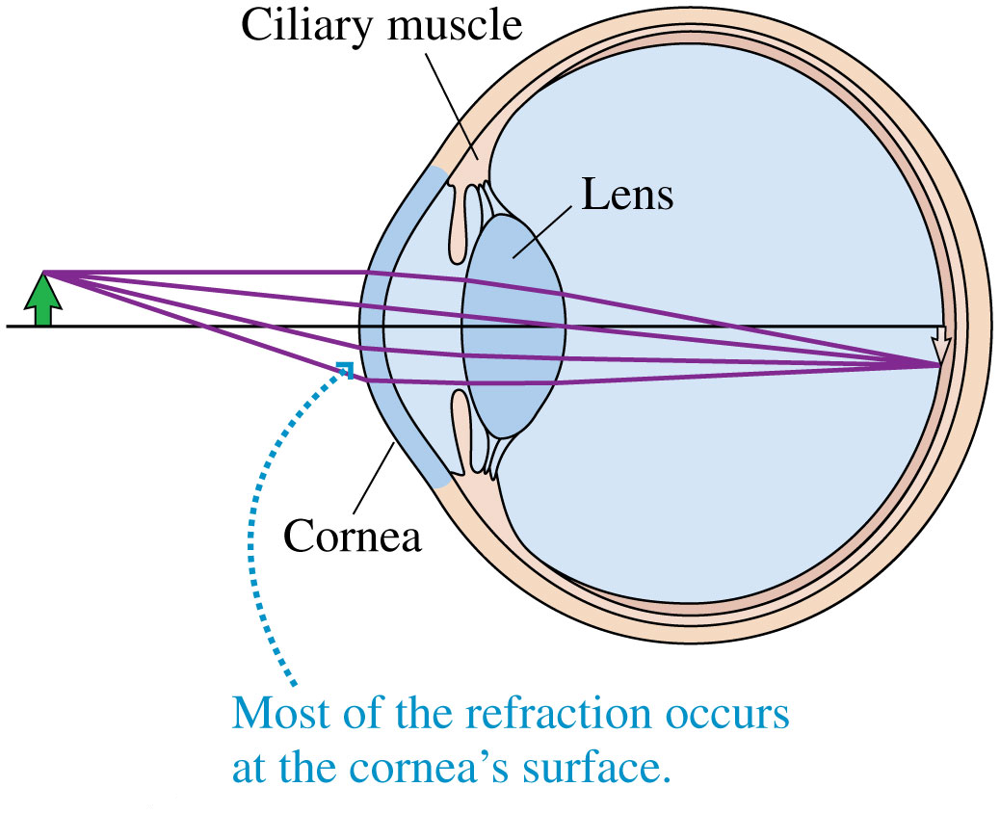 Ciliary muscle
Lens
Cornea
Most of the refraction occurs
at the cornea’s surface.